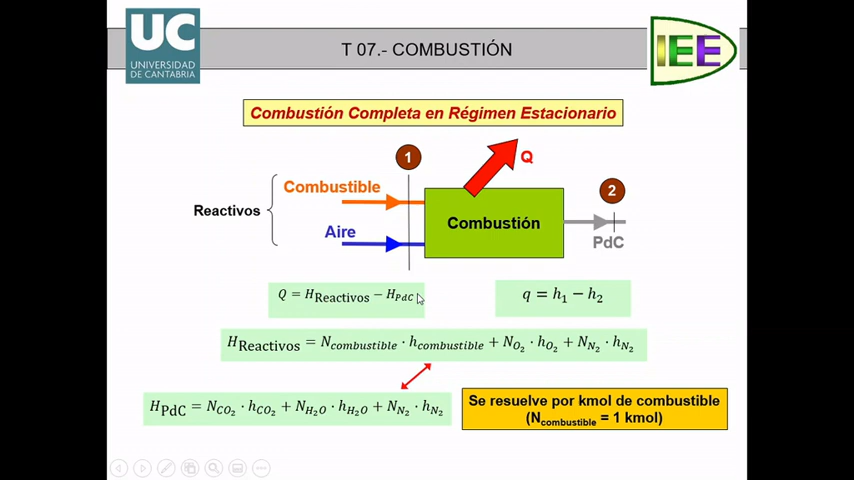 UC
UNIVERSIDAD
DE CANTABRIA
T 07.- COMBUSTIÓN
IEE
Combustión Completa en Régimen Estacionario
1
Q
Combustible
2
Reactivos
Combustión
Aire
PdC
Q = H_Reactivos − H_PdC
q = h₁ − h₂
H_Reactivos = N_combustible · h_combustible + N_O₂ · h_O₂ + N_N₂ · h_N₂
H_PdC = N_CO₂ · h_CO₂ + N_H₂O · h_H₂O + N_N₂ · h_N₂
Se resuelve por kmol de combustible
(N_combustible = 1 kmol)